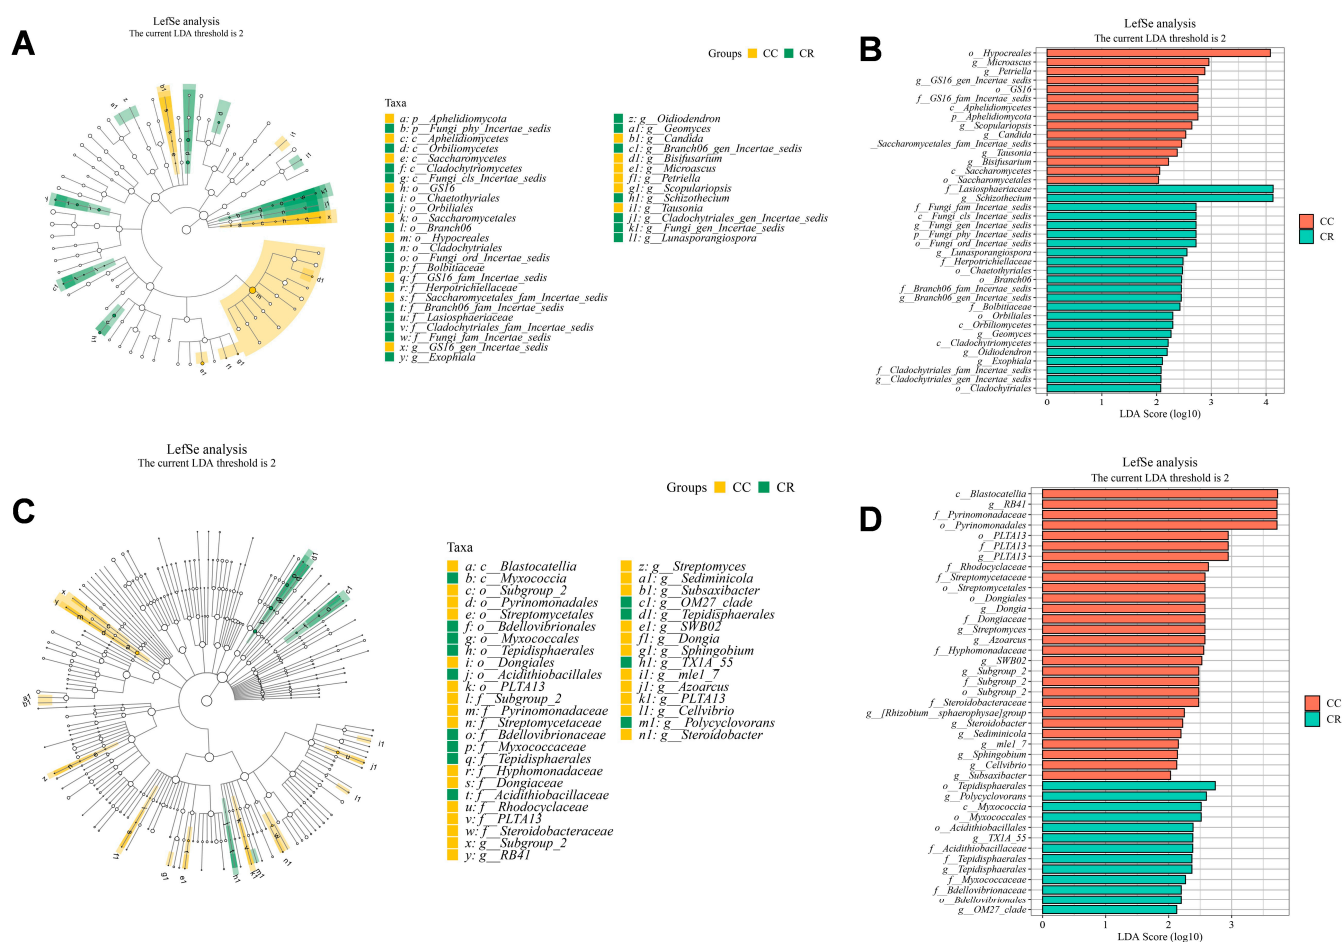 A
LefSe analysis
The current LDA threshold is 2
Groups CC CR
Taxa
a: p__Aphelidiomycota
b: p__Fungi_phy_Incertae_sedis
c: c__Aphelidiomycetes
d: c__Orbiliomycetes
e: c__Saccharomycetes
f: c__Cladochytriomycetes
g: c__Fungi_cls_Incertae_sedis
h: o__GS16
i: o__Chaetothyriales
j: o__Orbiliales
k: o__Saccharomycetales
l: o__Branch06
m: o__Hypocreales
n: o__Cladochytriales
o: o__Fungi_ord_Incertae_sedis
p: f__Bolbitiaceae
q: f__GS16_fam_Incertae_sedis
r: f__Herpotrichiellaceae
s: f__Saccharomycetales_fam_Incertae_sedis
t: f__Branch06_fam_Incertae_sedis
u: f__Lasiosphaeriaceae
v: f__Cladochytriales_fam_Incertae_sedis
w: f__Fungi_fam_Incertae_sedis
x: g__GS16_gen_Incertae_sedis
y: g__Exophiala
z: g__Oidiodendron
a1: g__Geomyces
b1: g__Candida
c1: g__Branch06_gen_Incertae_sedis
d1: g__Bisifusarium
e1: g__Microascus
f1: g__Petriella
g1: g__Scopulariopsis
h1: g__Schizothecium
i1: g__Tausonia
j1: g__Cladochytriales_gen_Incertae_sedis
k1: g__Fungi_gen_Incertae_sedis
l1: g__Lunasporangiospora
B
LefSe analysis
The current LDA threshold is 2
o__Hypocreales
g__Microascus
g__Petriella
g__GS16_gen_Incertae_sedis
o__GS16
f__GS16_fam_Incertae_sedis
c__Aphelidiomycetes
p__Aphelidiomycota
g__Scopulariopsis
g__Candida
_Saccharomycetales_fam_Incertae_sedis
g__Tausonia
g__Bisifusarium
c__Saccharomycetes
o__Saccharomycetales
f__Lasiosphaeriaceae
g__Schizothecium
f__Fungi_fam_Incertae_sedis
c__Fungi_cls_Incertae_sedis
g__Fungi_gen_Incertae_sedis
p__Fungi_phy_Incertae_sedis
o__Fungi_ord_Incertae_sedis
g__Lunasporangiospora
f__Herpotrichiellaceae
o__Chaetothyriales
o__Branch06
f__Branch06_fam_Incertae_sedis
g__Branch06_gen_Incertae_sedis
f__Bolbitiaceae
o__Orbiliales
c__Orbiliomycetes
g__Geomyces
c__Cladochytriomycetes
g__Oidiodendron
g__Exophiala
f__Cladochytriales_fam_Incertae_sedis
g__Cladochytriales_gen_Incertae_sedis
o__Cladochytriales
0 1 2 3 4
LDA Score (log10)
CC
CR
C
LefSe analysis
The current LDA threshold is 2
Groups CC CR
Taxa
a: c__Blastocatellia
b: c__Myxococcia
c: o__Subgroup_2
d: o__Pyrinomonadales
e: o__Streptomycetales
f: o__Bdellovibrionales
g: o__Myxococcales
h: o__Tepidisphaerales
i: o__Dongiales
j: o__Acidithiobacillales
k: o__PLTA13
l: f__Subgroup_2
m: f__Pyrinomonadaceae
n: f__Streptomycetaceae
o: f__Bdellovibrionaceae
p: f__Myxococcaceae
q: f__Tepidisphaerales
r: f__Hyphomonadaceae
s: f__Dongiaceae
t: f__Acidithiobacillaceae
u: f__Rhodocyclaceae
v: f__PLTA13
w: f__Steroidobacteraceae
x: g__Subgroup_2
y: g__RB41
z: g__Streptomyces
a1: g__Sediminicola
b1: g__Subsaxibacter
c1: g__OM27_clade
d1: g__Tepidisphaerales
e1: g__SWB02
f1: g__Dongia
g1: g__Sphingobium
h1: g__TX1A_55
i1: g__mle1_7
j1: g__Azoarcus
k1: g__PLTA13
l1: g__Cellvibrio
m1: g__Polycyclovorans
n1: g__Steroidobacter
D
LefSe analysis
The current LDA threshold is 2
c__Blastocatellia
g__RB41
f__Pyrinomonadaceae
o__Pyrinomonadales
o__PLTA13
f__PLTA13
g__PLTA13
f__Rhodocyclaceae
f__Streptomycetaceae
o__Streptomycetales
o__Dongiales
g__Dongia
f__Dongiaceae
g__Streptomyces
g__Azoarcus
f__Hyphomonadaceae
g__SWB02
g__Subgroup_2
f__Subgroup_2
o__Subgroup_2
f__Steroidobacteraceae
g__[Rhizobium__sphaerophysae]group
g__Steroidobacter
g__Sediminicola
g__mle1_7
g__Sphingobium
g__Cellvibrio
g__Subsaxibacter
o__Tepidisphaerales
g__Polycyclovorans
c__Myxococcia
o__Myxococcales
o__Acidithiobacillales
g__TX1A_55
f__Acidithiobacillaceae
f__Tepidisphaerales
g__Tepidisphaerales
f__Myxococcaceae
f__Bdellovibrionaceae
o__Bdellovibrionales
g__OM27_clade
0 1 2 3
LDA Score (log10)
CC
CR